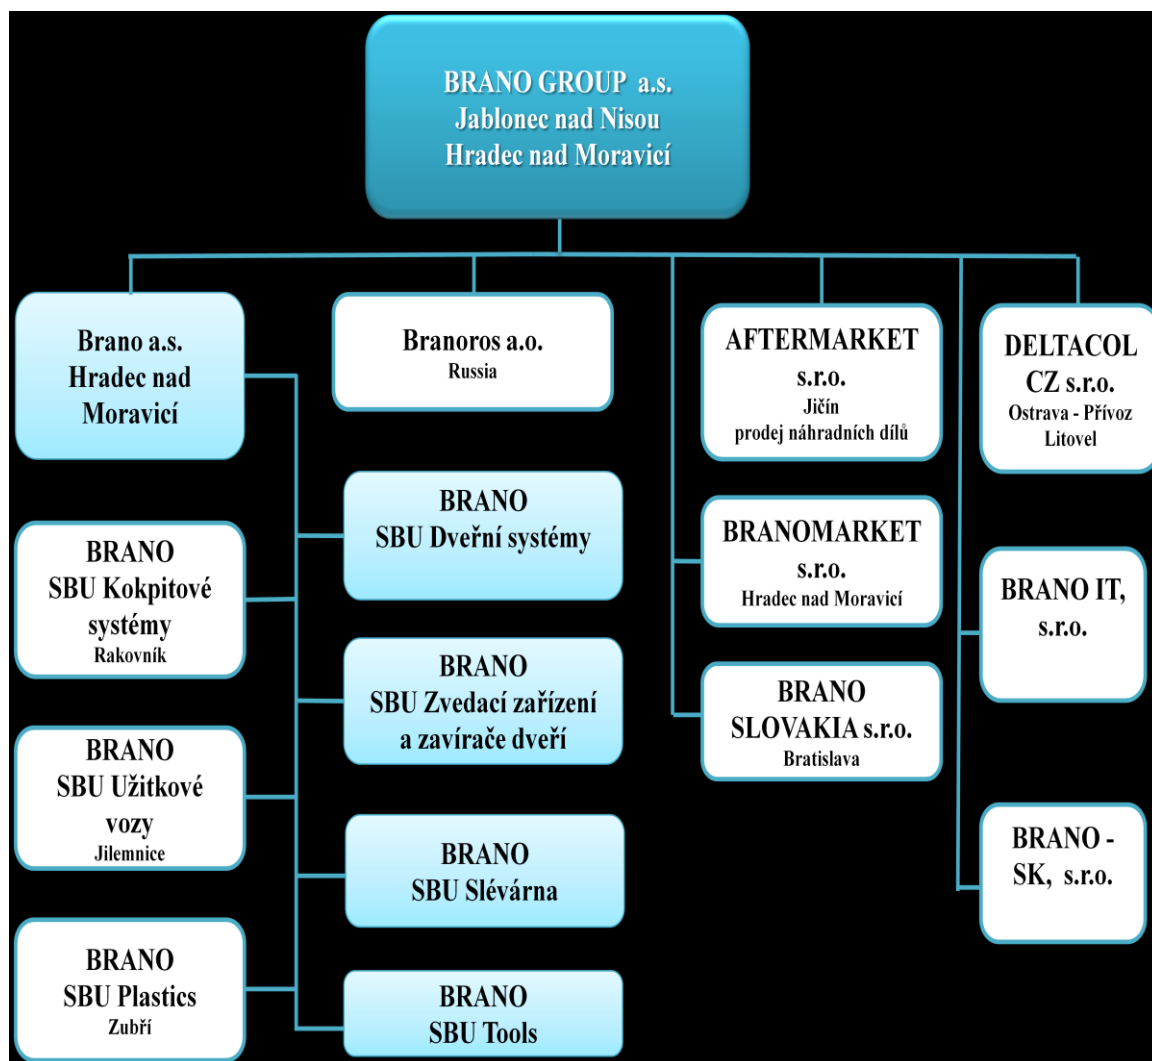 BRANO GROUP a.s.
Jablonec nad Nisou
Hradec nad Moravicí
Brano a.s.
Hradec nad
Moravicí
Branoros a.o.
Russia
AFTERMARKET
s.r.o.
Jičín
prodej náhradních dílů
DELTACOL
CZ s.r.o.
Ostrava - Přívoz
Litovel
BRANO
SBU Kokpitové
systémy
Rakovník
BRANO
SBU Dveřní systémy
BRANOMARKET
s.r.o.
Hradec nad Moravicí
BRANO IT,
s.r.o.
BRANO
SBU Zvedací zařízení
a zavírače dveří
BRANO
SLOVAKIA s.r.o.
Bratislava
BRANO
SBU Užitkové
vozy
Jilemnice
BRANO
SBU Slévárna
BRANO -
SK, s.r.o.
BRANO
SBU Plastics
Zubří
BRANO
SBU Tools